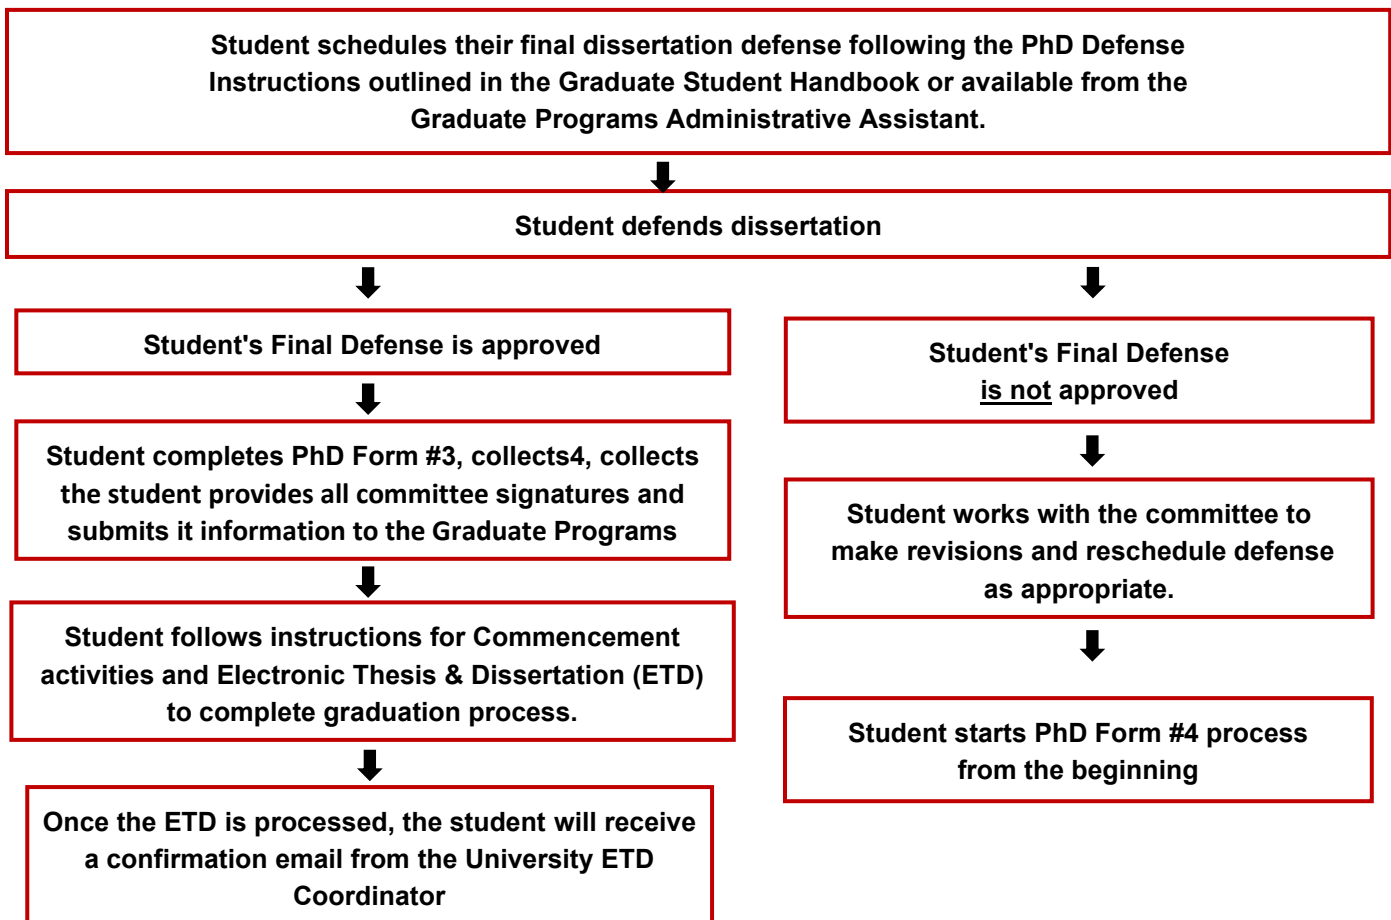 Student schedules their final dissertation defense following the PhD Defense
Instructions outlined in the Graduate Student Handbook or available from the
Graduate Programs Administrative Assistant.
Student defends dissertation
Student's Final Defense is approved
Student completes PhD Form #3, collects4, collects
the student provides all committee signatures and
submits it information to the Graduate Programs
Student follows instructions for Commencement
activities and Electronic Thesis & Dissertation (ETD)
to complete graduation process.
Once the ETD is processed, the student will receive
a confirmation email from the University ETD
Coordinator
Student's Final Defense
is not approved
Student works with the committee to
make revisions and reschedule defense
as appropriate.
Student starts PhD Form #4 process
from the beginning